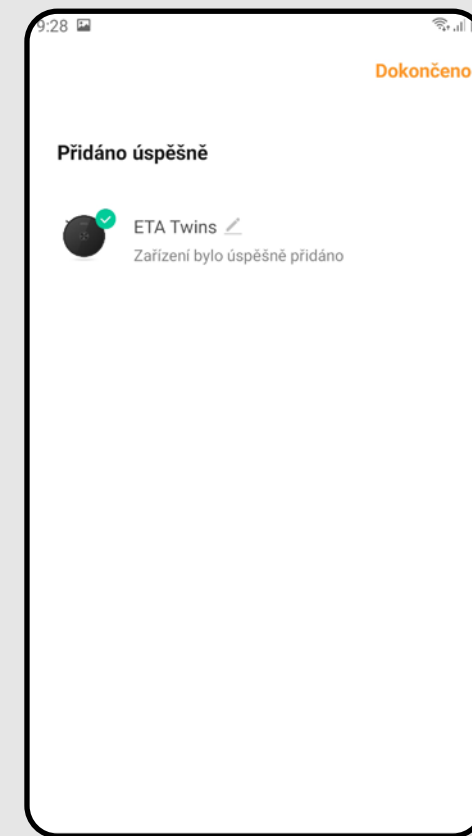 9:28
Dokončeno
Přidáno úspěšně
ETA Twins
Zařízení bylo úspěšně přidáno